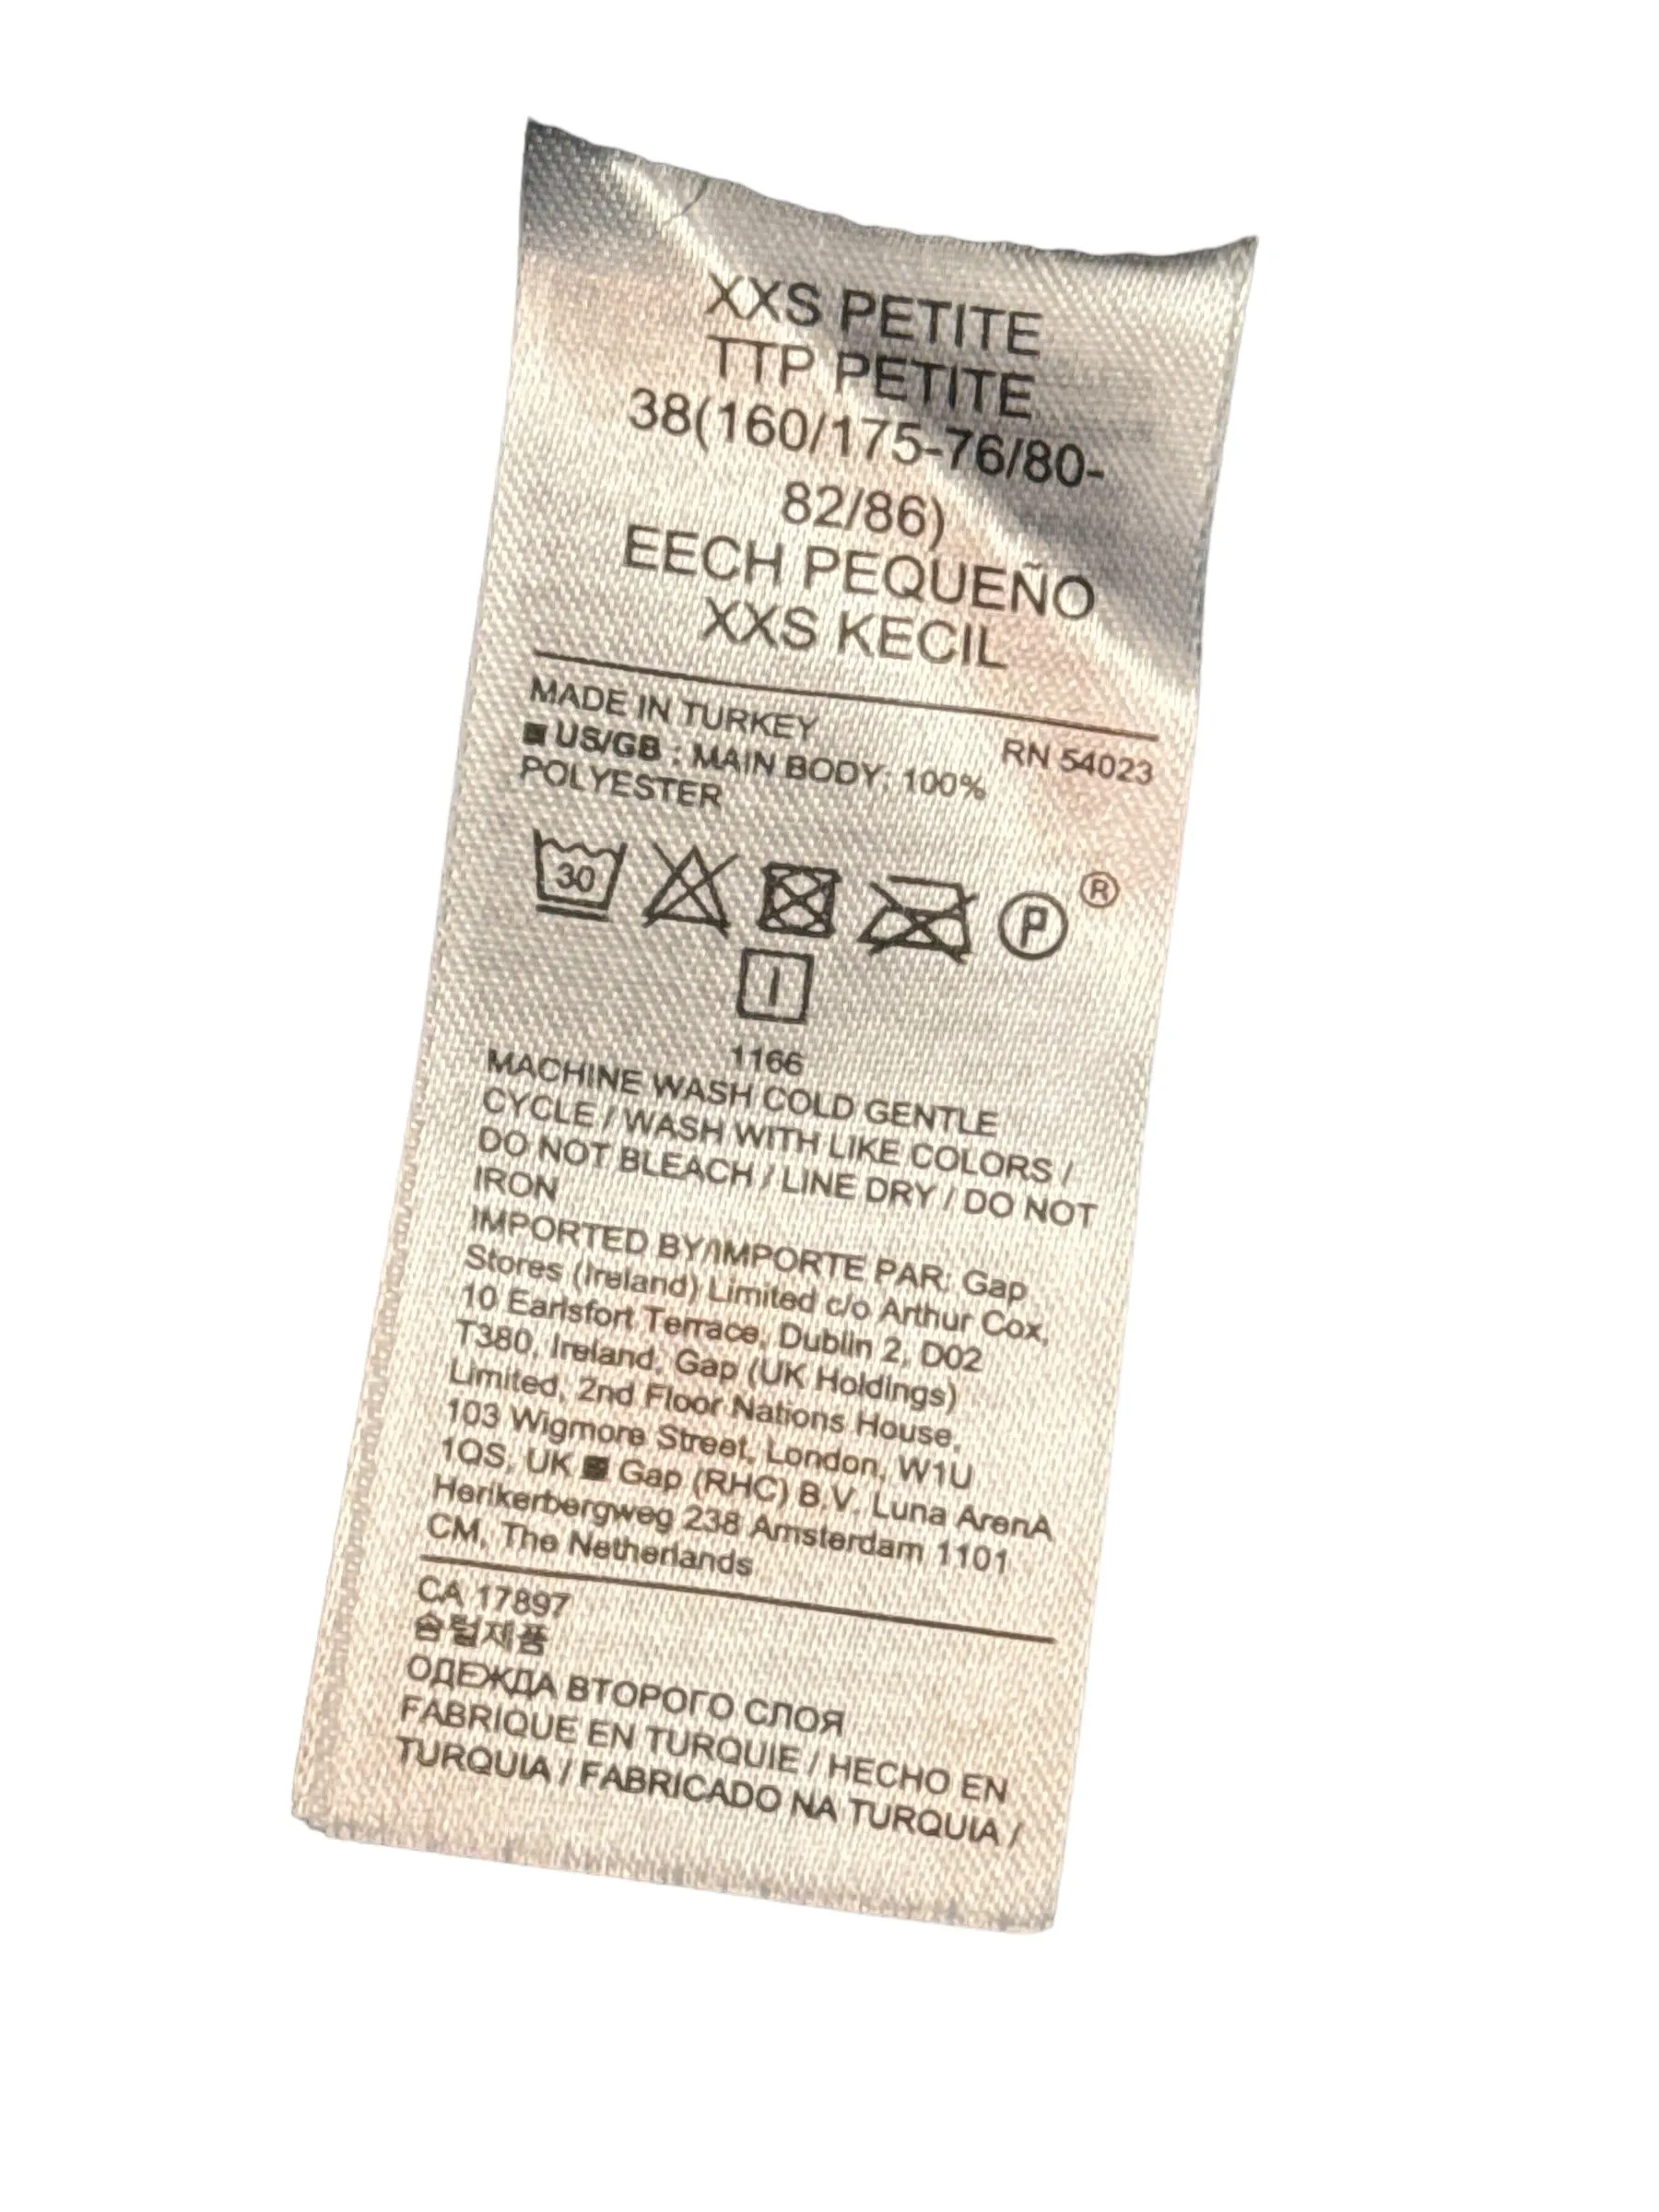 XXS PETITE
TTP PETITE
38(160/175-76/80-
82/86)
EECH PEQUEÑO
XXS KECIL
MADE IN TURKEY
RN 54023
US/GB : MAIN BODY: 100%
POLYESTER
30
P ®
1166
MACHINE WASH COLD GENTLE
CYCLE / WASH WITH LIKE COLORS /
DO NOT BLEACH / LINE DRY / DO NOT
IRON
IMPORTED BY/IMPORTE PAR: Gap
Stores (Ireland) Limited c/o Arthur Cox,
10 Earlsfort Terrace, Dublin 2, D02
T380, Ireland. Gap (UK Holdings)
Limited, 2nd Floor Nations House,
103 Wigmore Street, London, W1U
1QS, UK Gap (RHC) B.V. Luna ArenA
Herikerbergweg 238 Amsterdam 1101
CM, The Netherlands
CA 17897
솜털제품
ОДЕЖДА ВТОРОГО СЛОЯ
FABRIQUE EN TURQUIE / HECHO EN
TURQUIA / FABRICADO NA TURQUIA /